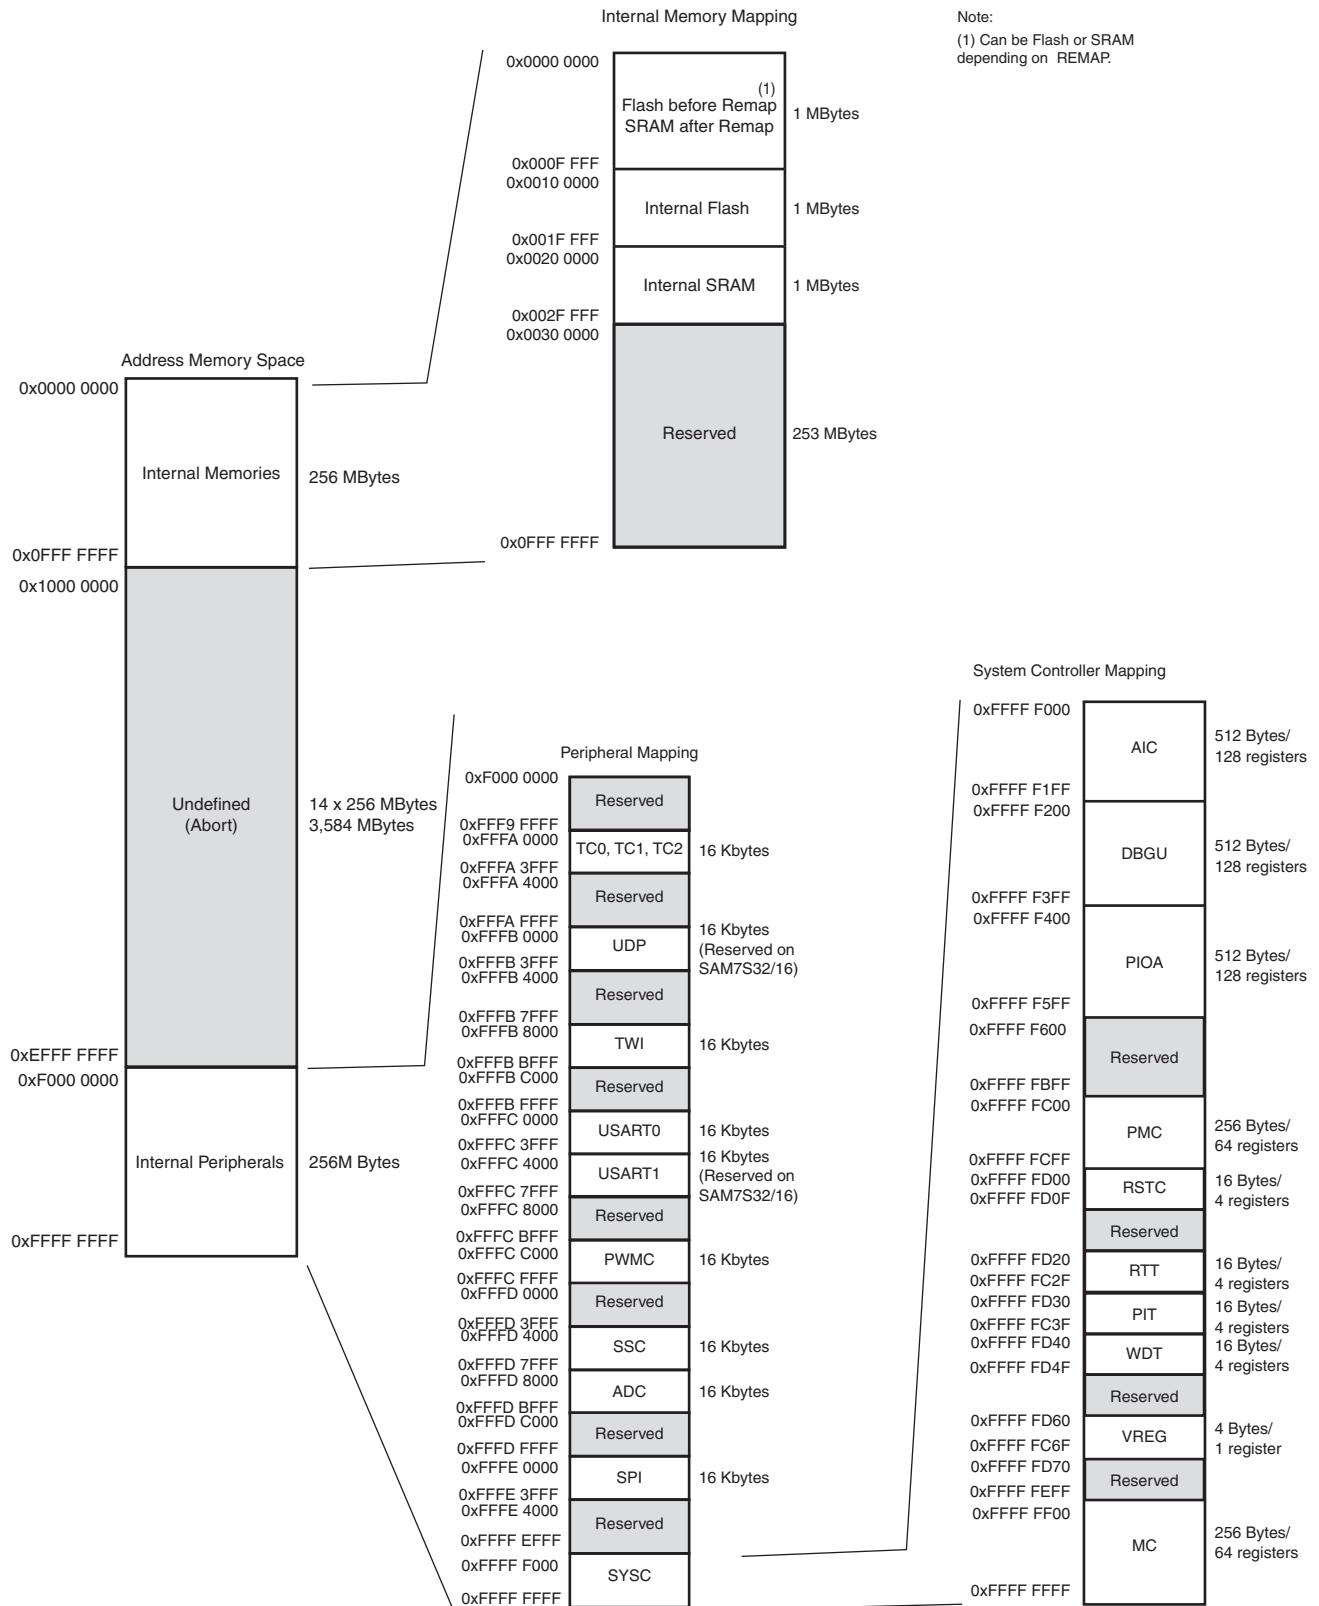 Internal Memory Mapping
Note:
(1) Can be Flash or SRAM
depending on REMAP.
0x0000 0000
(1)
Flash before Remap
SRAM after Remap
1 MBytes
0x000F FFF
0x0010 0000
Internal Flash
1 MBytes
0x001F FFF
0x0020 0000
Internal SRAM
1 MBytes
0x002F FFF
0x0030 0000
Reserved
253 MBytes
0x0FFF FFFF
Address Memory Space
0x0000 0000
Internal Memories
256 MBytes
0x0FFF FFFF
0x1000 0000
Undefined
(Abort)
14 x 256 MBytes
3,584 MBytes
0xEFFF FFFF
0xF000 0000
Internal Peripherals
256M Bytes
0xFFFF FFFF
Peripheral Mapping
0xF000 0000
Reserved
0xFFF9 FFFF
0xFFFA 0000
TC0, TC1, TC2
16 Kbytes
0xFFFA 3FFF
0xFFFA 4000
Reserved
0xFFFA FFFF
0xFFFB 0000
UDP
16 Kbytes
(Reserved on
SAM7S32/16)
0xFFFB 3FFF
0xFFFB 4000
Reserved
0xFFFB 7FFF
0xFFFB 8000
TWI
16 Kbytes
0xFFFB BFFF
0xFFFB C000
Reserved
0xFFFB FFFF
0xFFFC 0000
USART0
16 Kbytes
0xFFFC 3FFF
0xFFFC 4000
USART1
16 Kbytes
(Reserved on
SAM7S32/16)
0xFFFC 7FFF
0xFFFC 8000
Reserved
0xFFFC BFFF
0xFFFC C000
PWMC
16 Kbytes
0xFFFC FFFF
0xFFFD 0000
Reserved
0xFFFD 3FFF
0xFFFD 4000
SSC
16 Kbytes
0xFFFD 7FFF
0xFFFD 8000
ADC
16 Kbytes
0xFFFD BFFF
0xFFFD C000
Reserved
0xFFFD FFFF
0xFFFE 0000
SPI
16 Kbytes
0xFFFE 3FFF
0xFFFE 4000
Reserved
0xFFFF EFFF
0xFFFF F000
SYSC
0xFFFF FFFF
System Controller Mapping
0xFFFF F000
AIC
512 Bytes/
128 registers
0xFFFF F1FF
0xFFFF F200
DBGU
512 Bytes/
128 registers
0xFFFF F3FF
0xFFFF F400
PIOA
512 Bytes/
128 registers
0xFFFF F5FF
0xFFFF F600
Reserved
0xFFFF FBFF
0xFFFF FC00
PMC
256 Bytes/
64 registers
0xFFFF FCFF
0xFFFF FD00
RSTC
16 Bytes/
4 registers
0xFFFF FD0F
Reserved
0xFFFF FD20
RTT
16 Bytes/
4 registers
0xFFFF FC2F
0xFFFF FD30
PIT
16 Bytes/
4 registers
0xFFFF FC3F
0xFFFF FD40
WDT
16 Bytes/
4 registers
0xFFFF FD4F
Reserved
0xFFFF FD60
VREG
4 Bytes/
1 register
0xFFFF FC6F
0xFFFF FD70
Reserved
0xFFFF FEFF
0xFFFF FF00
MC
256 Bytes/
64 registers
0xFFFF FFFF